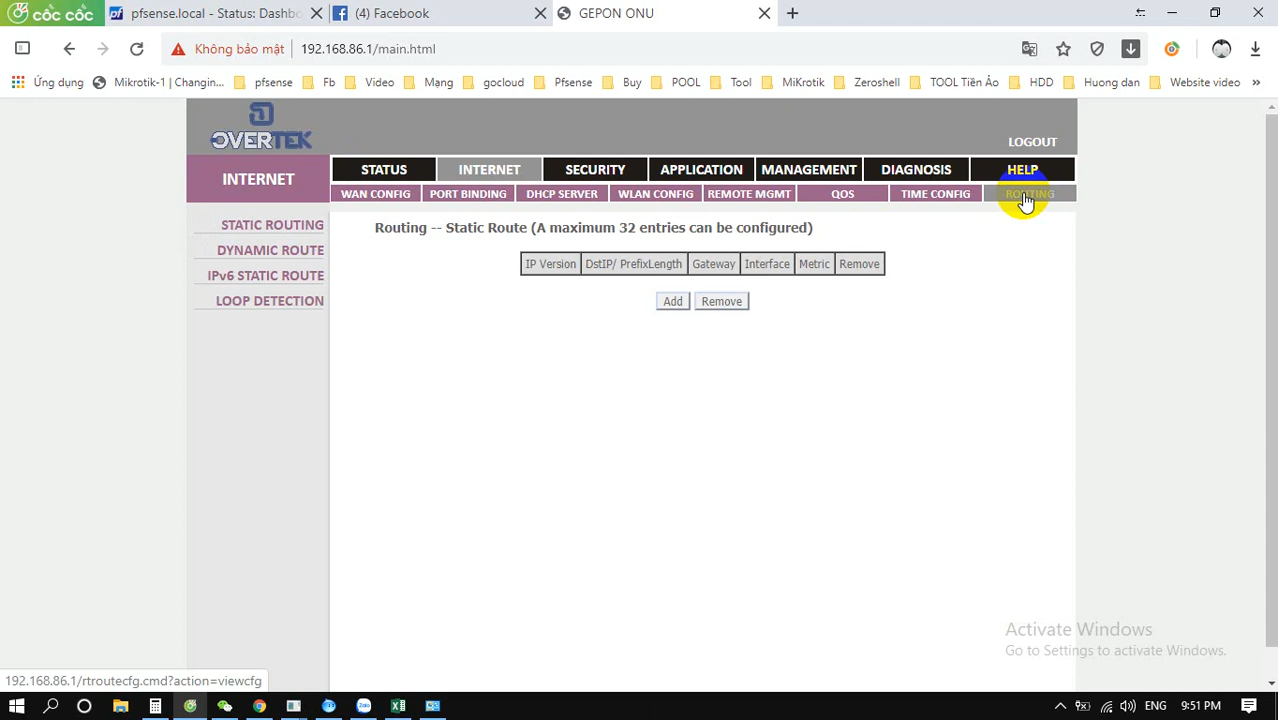 cốc cốc
pfsense.local - Status: Dashbo
(4) Facebook
GEPON ONU
Không bảo mật
192.168.86.1/main.html
Ứng dụng
Mikrotik-1 | Changin...
pfsense
Fb
Video
Mạng
gocloud
Pfsense
Buy
POOL
Tool
MiKrotik
Zeroshell
TOOL Tiền Ảo
HDD
Huong dan
Website video
»
OVERTEK
LOGOUT
INTERNET
STATUS
INTERNET
SECURITY
APPLICATION
MANAGEMENT
DIAGNOSIS
HELP
WAN CONFIG
PORT BINDING
DHCP SERVER
WLAN CONFIG
REMOTE MGMT
QOS
TIME CONFIG
ROUTING
STATIC ROUTING
DYNAMIC ROUTE
IPv6 STATIC ROUTE
LOOP DETECTION
Routing -- Static Route (A maximum 32 entries can be configured)
IP Version
DstIP/ PrefixLength
Gateway
Interface
Metric
Remove
Add
Remove
Activate Windows
Go to Settings to activate Windows.
192.168.86.1/rtroutecfg.cmd?action=viewcfg
ENG
9:51 PM